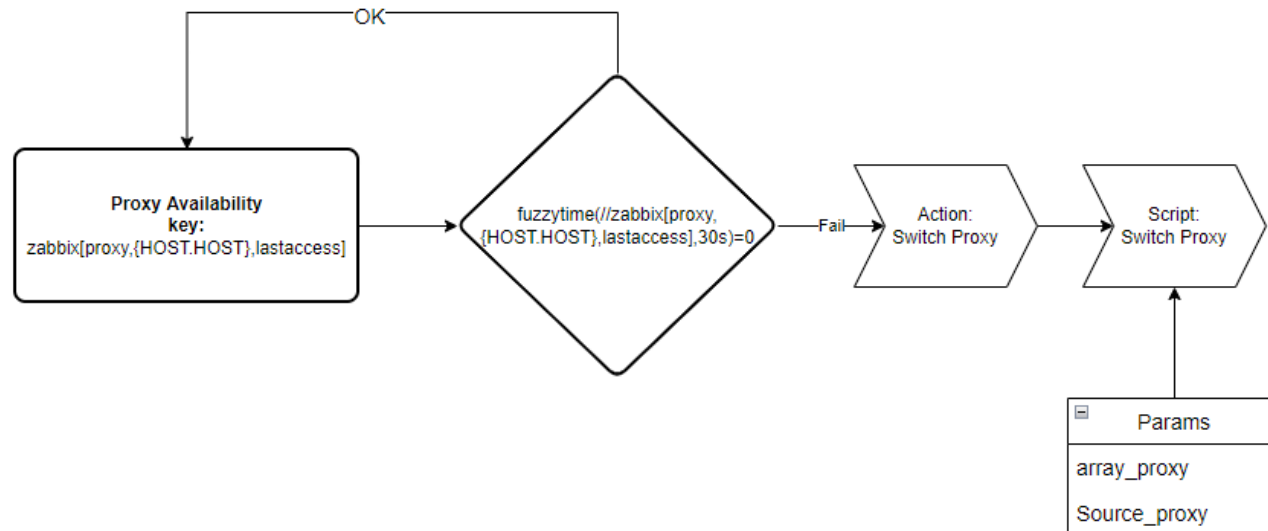 OK
Proxy Availability
key:
zabbix[proxy,{HOST.HOST},lastaccess]
fuzzytime(//zabbix[proxy,
{HOST.HOST},lastaccess],30s)=0
Fail
Action:
Switch Proxy
Script:
Switch Proxy
Params
array_proxy
Source_proxy